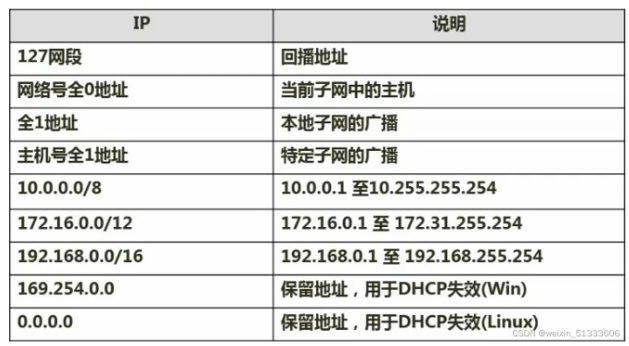 IP 说明
127网段 回播地址
网络号全0地址 当前子网中的主机
全1地址 本地子网的广播
主机号全1地址 特定子网的广播
10.0.0.0/8 10.0.0.1 至10.255.255.254
172.16.0.0/12 172.16.0.1 至 172.31.255.254
192.168.0.0/16 192.168.0.1 至 192.168.255.254
169.254.0.0 保留地址，用于DHCP失效(Win)
0.0.0.0 保留地址，用于DHCP失效(Linux)
CSDN @weixin_51333606